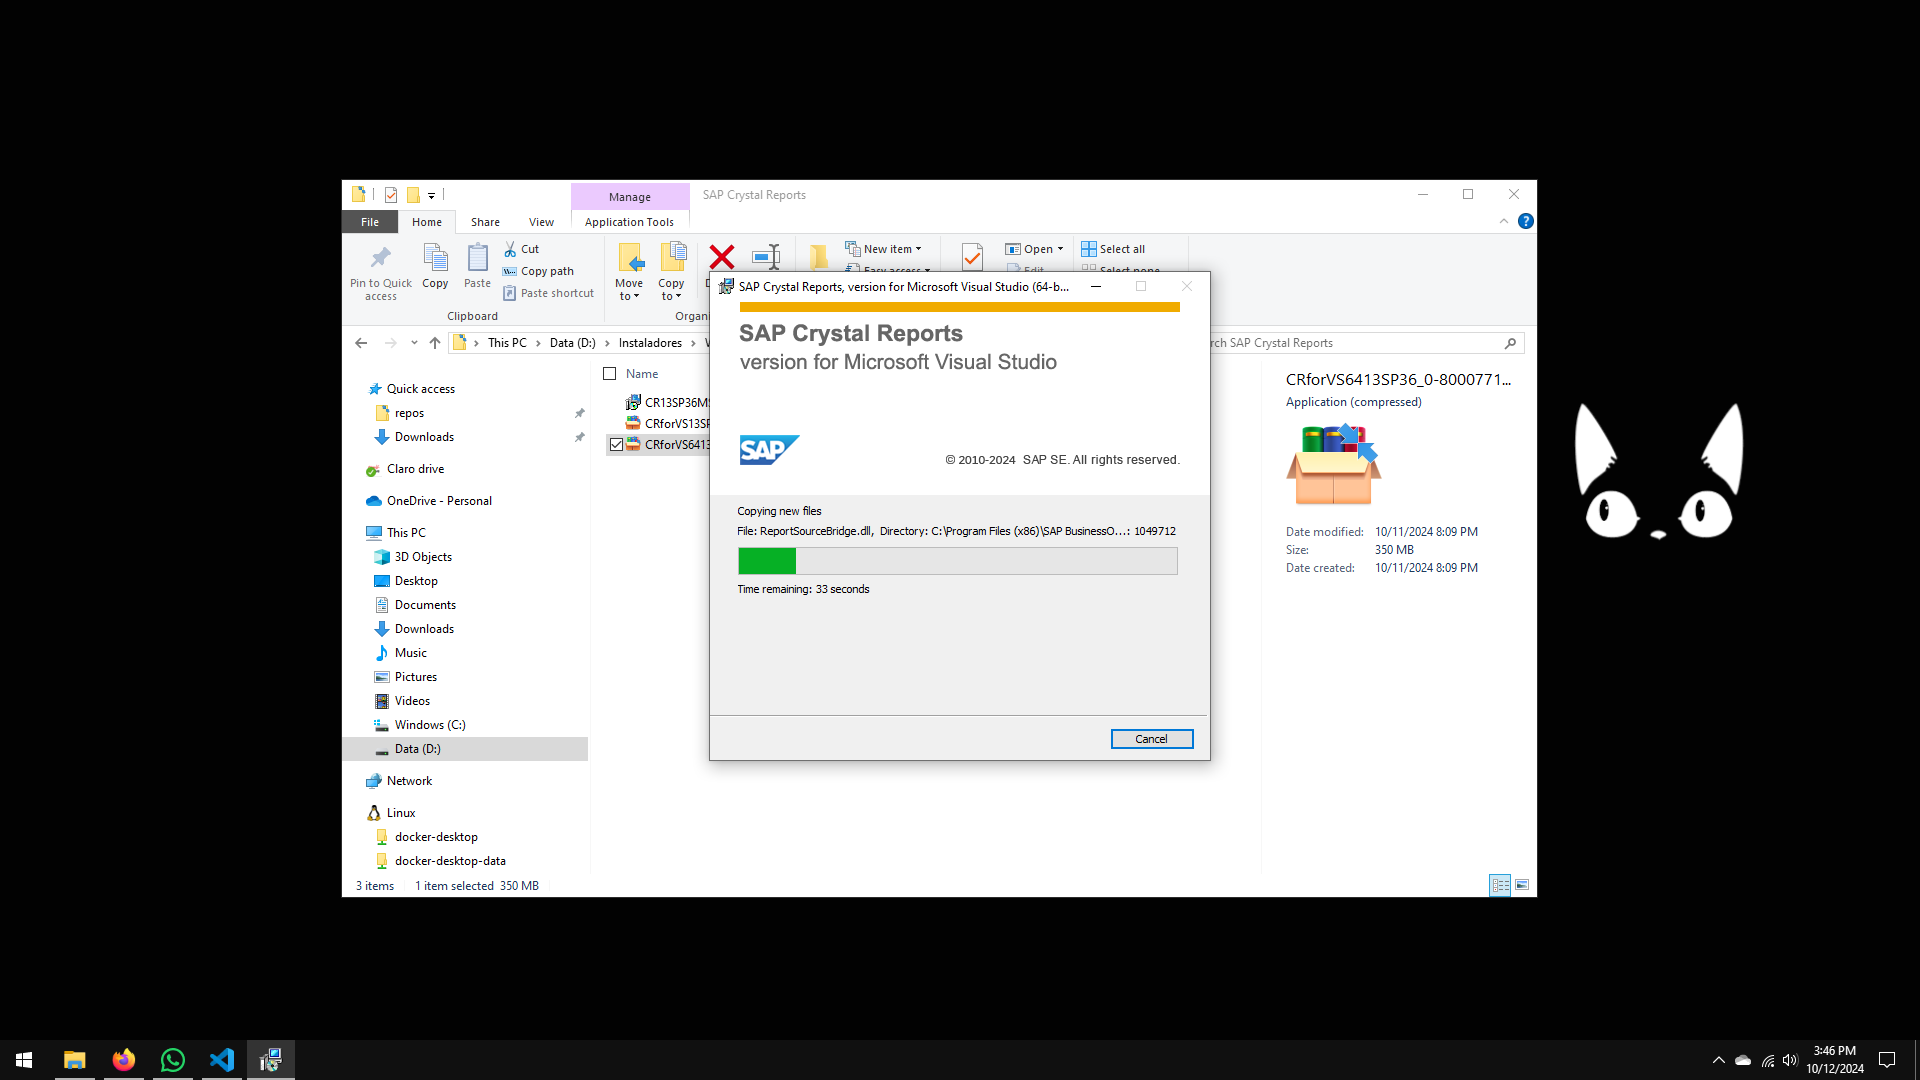 Manage
SAP Crystal Reports
File
Home
Share
View
Application Tools
Pin to Quick access
Copy
Paste
Cut
Copy path
Paste shortcut
Clipboard
Move to
Copy to
New item
Easy access
Open
Edit
Select all
Select none
This PC
Data (D:)
Instaladores
SAP Crystal Reports
Quick access
repos
Downloads
Claro drive
OneDrive - Personal
This PC
3D Objects
Desktop
Documents
Downloads
Music
Pictures
Videos
Windows (C:)
Data (D:)
Network
Linux
docker-desktop
docker-desktop-data
3 items
1 item selected 350 MB
Name
CR13SP36M
CRforVS13SP
CRforVS6413
SAP Crystal Reports, version for Microsoft Visual Studio (64-b...
SAP Crystal Reports
version for Microsoft Visual Studio
SAP
© 2010-2024 SAP SE. All rights reserved.
Copying new files
File: ReportSourceBridge.dll, Directory: C:\Program Files (x86)\SAP BusinessO...: 1049712
Time remaining: 33 seconds
Cancel
CRforVS6413SP36_0-8000771...
Application (compressed)
Date modified: 10/11/2024 8:09 PM
Size: 350 MB
Date created: 10/11/2024 8:09 PM
3:46 PM
10/12/2024